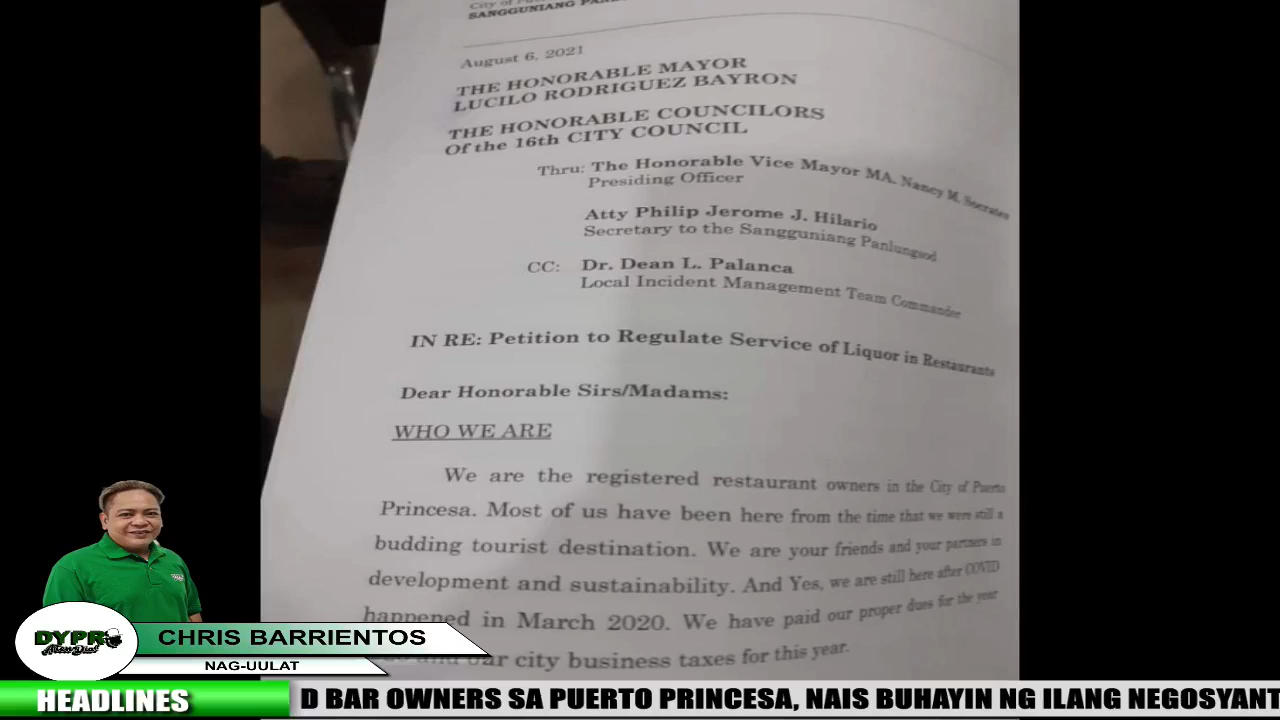 City of
SANGGUNIANG
August 6, 2021
THE HONORABLE MAYOR
LUCILO RODRIGUEZ BAYRON
THE HONORABLE COUNCILORS
Of the 16th CITY COUNCIL
Thru: The Honorable Vice Mayor MA. Nancy M. Socrates
Presiding Officer
Atty Philip Jerome J. Hilario
Secretary to the Sangguniang Panlungsod
CC: Dr. Dean L. Palanca
Local Incident Management Team Commander
IN RE: Petition to Regulate Service of Liquor in Restaurants
Dear Honorable Sirs/Madams:
WHO WE ARE
We are the registered restaurant owners in the City of Puerto
Princesa. Most of us have been here from the time that we were still a
budding tourist destination. We are your friends and your partners in
development and sustainability. And Yes, we are still here after COVID
happened in March 2020. We have paid our proper dues for the year
and our city business taxes for this year.
DYPR
CHRIS BARRIENTOS
NAG-UULAT
HEADLINES
D BAR OWNERS SA PUERTO PRINCESA, NAIS BUHAYIN NG ILANG NEGOSYANT